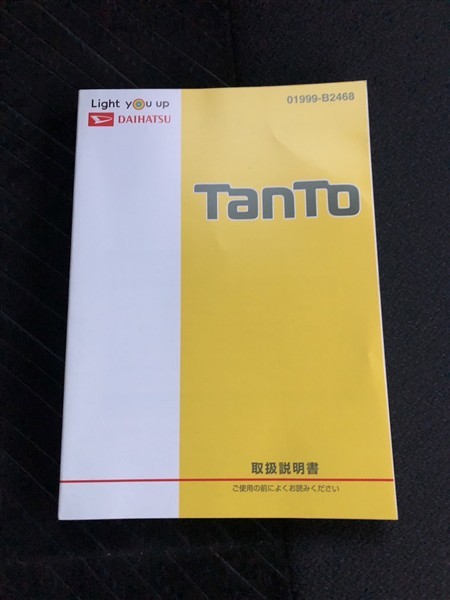 Light you up
DAIHATSU
01999-B2468
TanTo
取扱説明書
ご使用の前によくお読みください